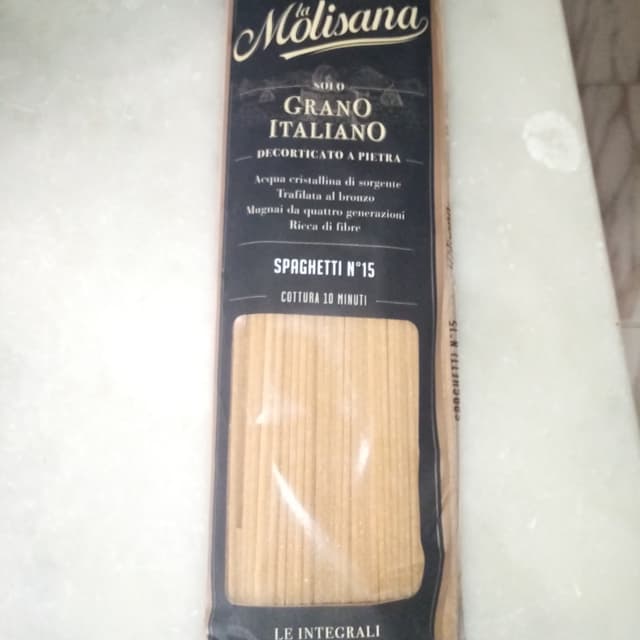 la
Molisana
SOLO
GRANO
ITALIANO
DECORTICATO A PIETRA
Acqua cristallina di sorgente
Trafilata al bronzo
Mugnai da quattro generazioni
Ricca di fibre
SPAGHETTI N°15
COTTURA 10 MINUTI
SPAGHETTI N°15
LE INTEGRALI